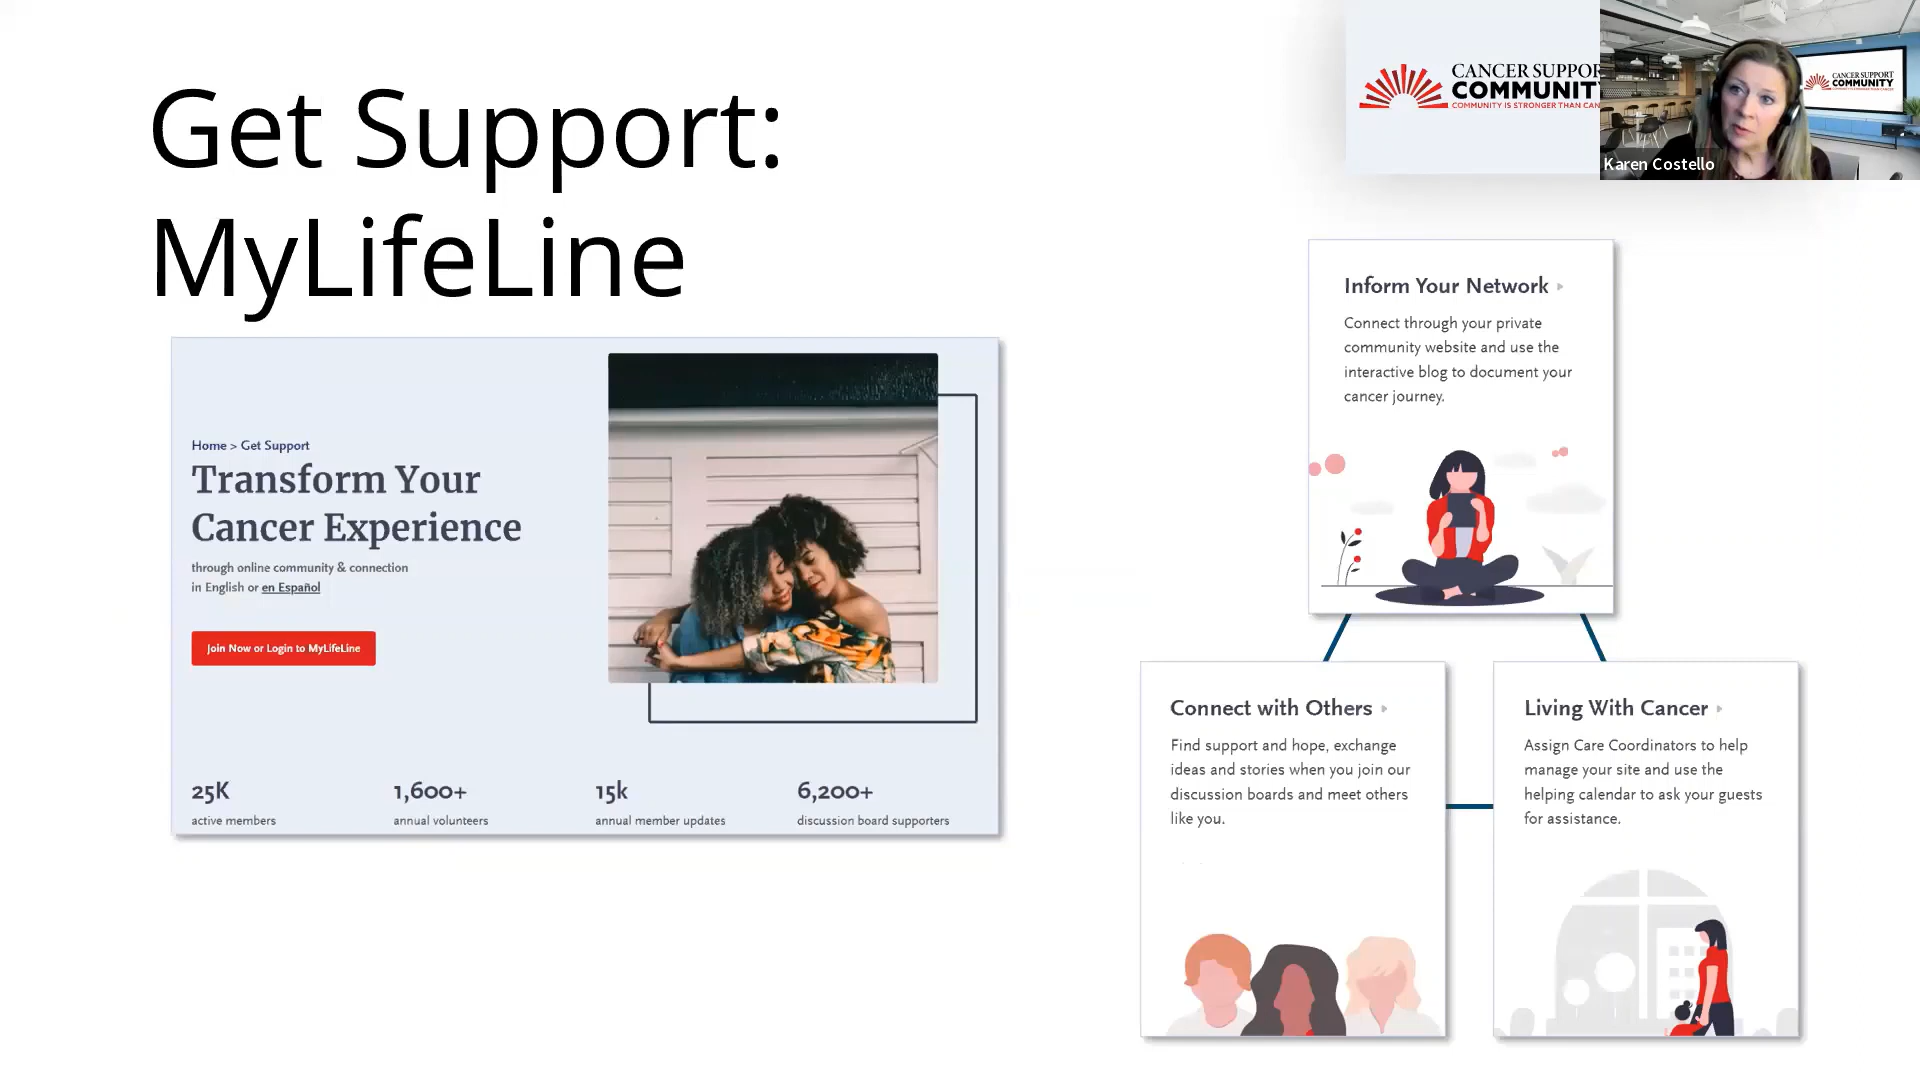 Get Support:
MyLifeLine
CANCER SUPPOR
COMMUNIT
COMMUNITY IS STRONGER THAN CAN
CANCER SUPPORT
COMMUNITY
Karen Costello
Home > Get Support
Transform Your
Cancer Experience
through online community & connection
in English or en Español
Join Now or Login to MyLifeLine
25K
active members
1,600+
annual volunteers
15k
annual member updates
6,200+
discussion board supporters
Inform Your Network
Connect through your private
community website and use the
interactive blog to document your
cancer journey.
Connect with Others
Find support and hope, exchange
ideas and stories when you join our
discussion boards and meet others
like you.
Living With Cancer
Assign Care Coordinators to help
manage your site and use the
helping calendar to ask your guests
for assistance.